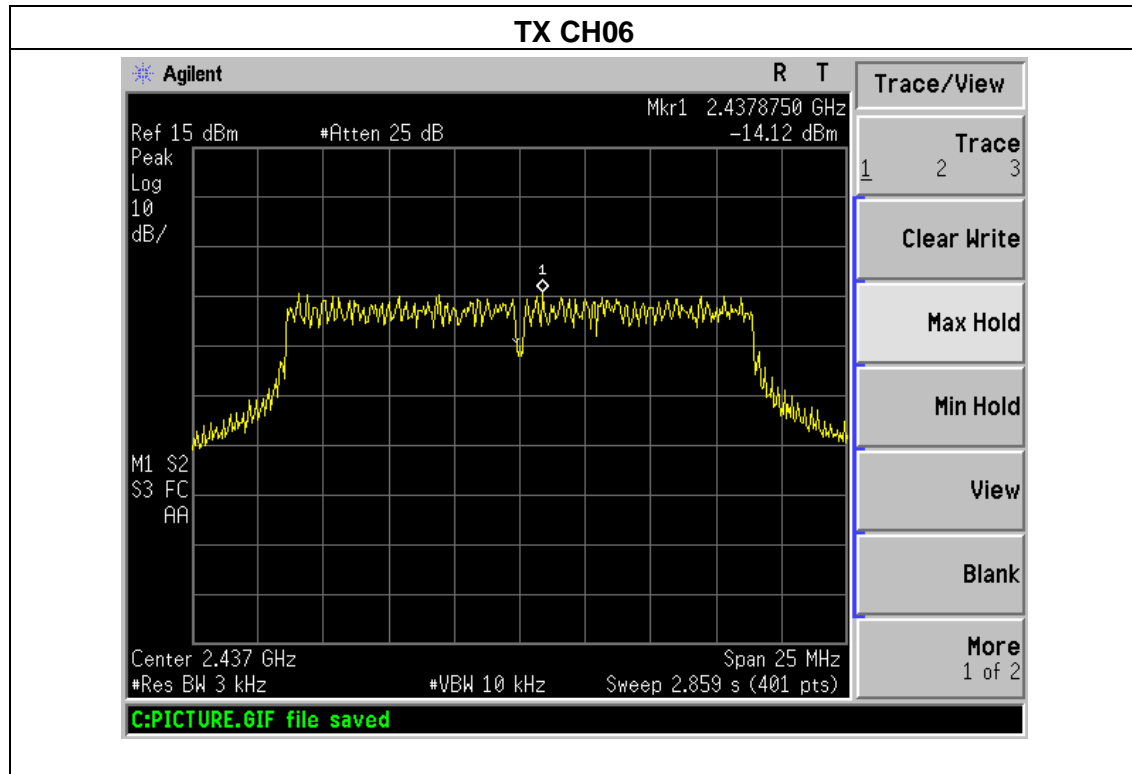 TX CH06
Agilent R T
Mkr1 2.4378750 GHz
Ref 15 dBm #Atten 25 dB -14.12 dBm
Peak
Log
10
dB/
1
M1 S2
S3 FC
AA
Center 2.437 GHz Span 25 MHz
#Res BW 3 kHz #VBW 10 kHz Sweep 2.859 s (401 pts)
C:PICTURE.GIF file saved
Trace/View
Trace
1 2 3
Clear Write
Max Hold
Min Hold
View
Blank
More
1 of 2